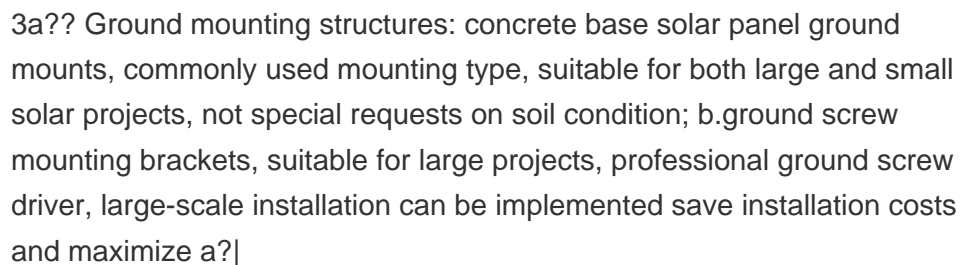 3a?? Ground mounting structures: concrete base solar panel ground
mounts, commonly used mounting type, suitable for both large and small
solar projects, not special requests on soil condition; b.ground screw
mounting brackets, suitable for large projects, professional ground screw
driver, large-scale installation can be implemented save installation costs
and maximize a?|